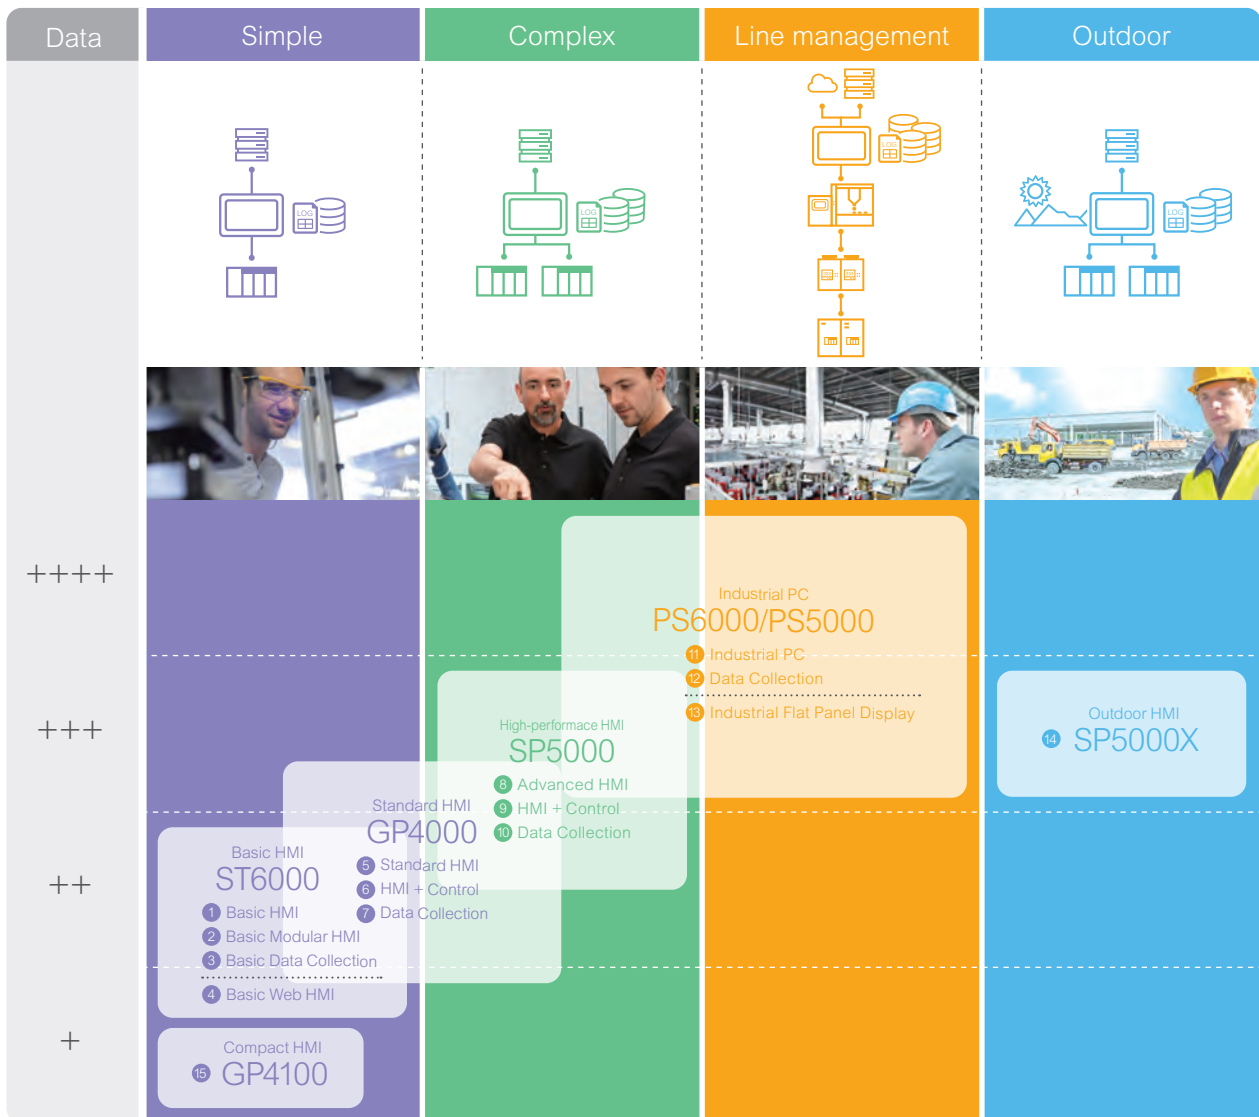 Data
Simple
Complex
Line management
Outdoor
LOG
LOG
LOG
LOG
++++
Industrial PC
PS6000/PS5000
11 Industrial PC
12 Data Collection
13 Industrial Flat Panel Display
+++
High-performace HMI
SP5000
8 Advanced HMI
9 HMI + Control
10 Data Collection
Outdoor HMI
14 SP5000X
Standard HMI
GP4000
5 Standard HMI
6 HMI + Control
7 Data Collection
++
Basic HMI
ST6000
1 Basic HMI
2 Basic Modular HMI
3 Basic Data Collection
4 Basic Web HMI
+
Compact HMI
15 GP4100